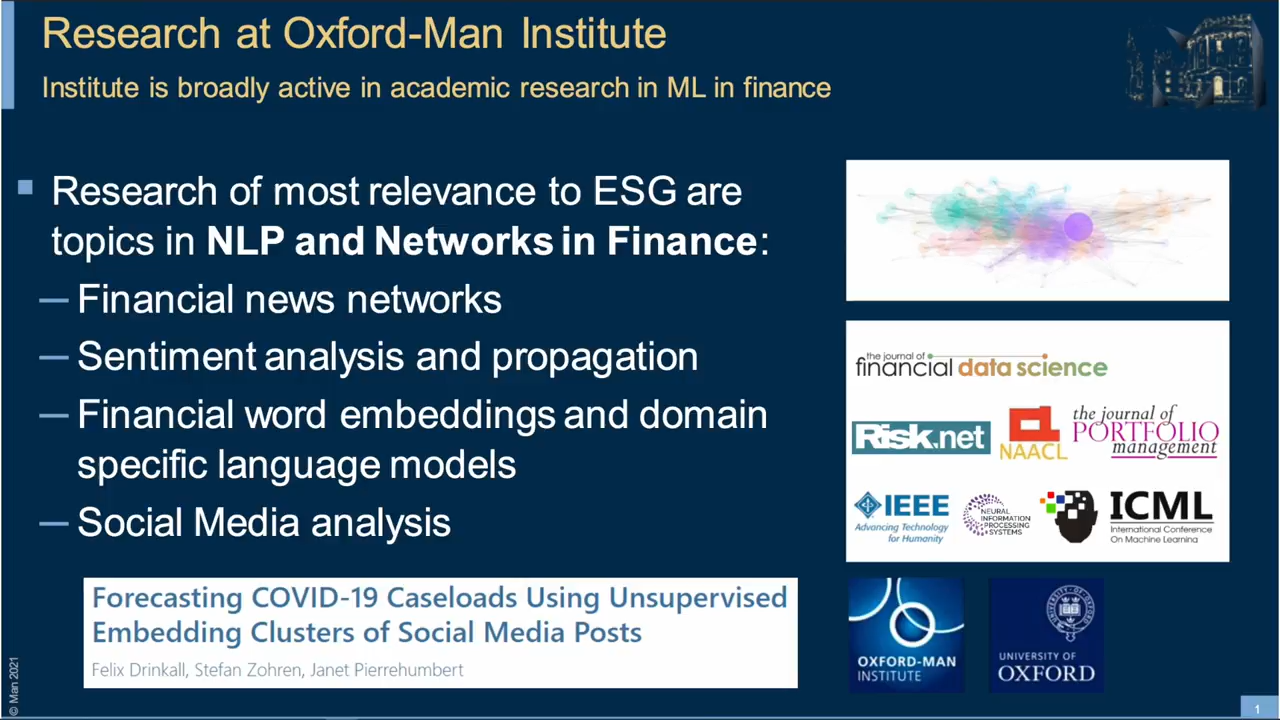 Research at Oxford-Man Institute
Institute is broadly active in academic research in ML in finance
Research of most relevance to ESG are
topics in NLP and Networks in Finance:
Financial news networks
Sentiment analysis and propagation
Financial word embeddings and domain
specific language models
Social Media analysis
Forecasting COVID-19 Caseloads Using Unsupervised
Embedding Clusters of Social Media Posts
Felix Drinkall, Stefan Zohren, Janet Pierrehumbert
the journal of
financial data science
Risk.net
NAACL
the journal of
PORTFOLIO
management
IEEE
Advancing Technology
for Humanity
NEURAL
INFORMATION
PROCESSING
SYSTEMS
ICML
International Conference
On Machine Learning
OXFORD-MAN
INSTITUTE
UNIVERSITY OF
OXFORD
© Man 2021
1